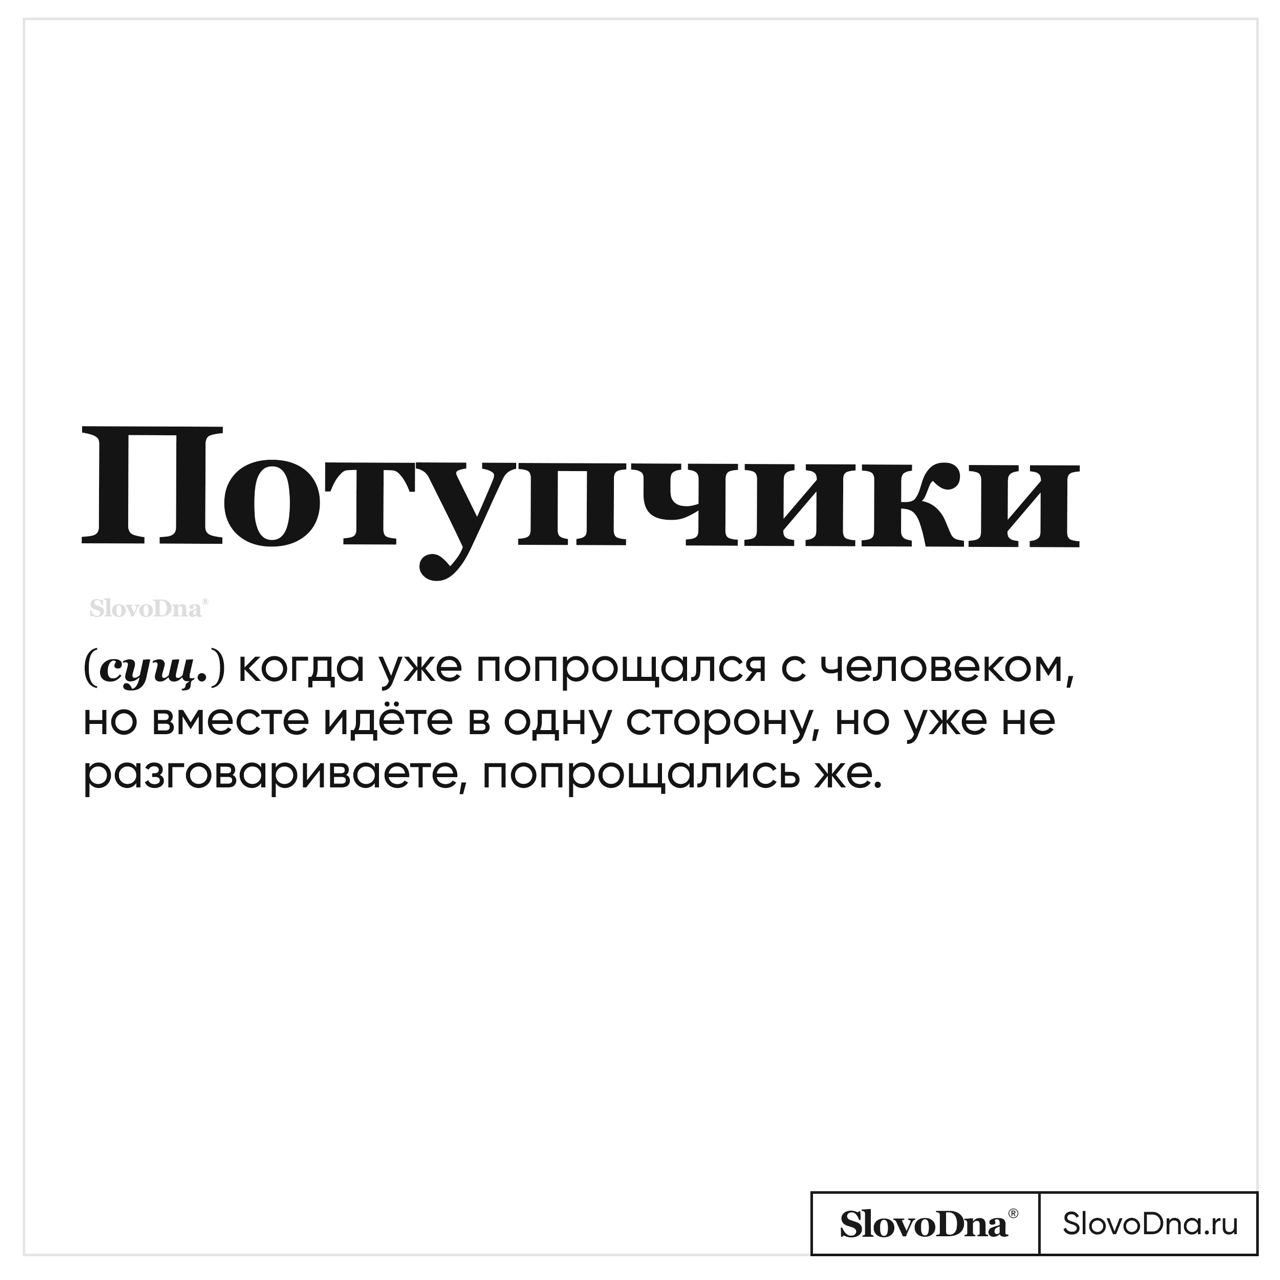 Потупчики
SlovoDna®
(сущ.) когда уже попрощался с человеком,
но вместе идёте в одну сторону, но уже не
разговариваете, попрощались же.
SlovoDna® SlovoDna.ru